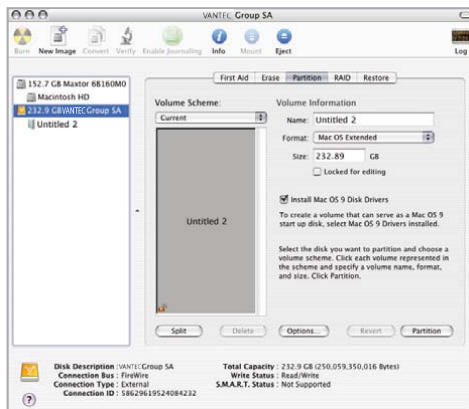 VANTEC Group SA
Burn New Image Convert Verify Enable Journaling Info Mount Eject Log
152.7 GB Maxtor 6B160M0
Macintosh HD
232.9 GB VANTEC Group SA
Untitled 2
First Aid Erase Partition RAID Restore
Volume Scheme:
Current
Untitled 2
Split Delete Options... Revert Partition
Volume Information
Name: Untitled 2
Format: Mac OS Extended
Size: 232.89 GB
Locked for editing
Install Mac OS 9 Disk Drivers
To create a volume that can serve as a Mac OS 9
start up disk, select Mac OS 9 Drivers installed.
Select the disk you want to partition and choose a
volume scheme. Click each volume represented in
the scheme and specify a volume name, format,
and size. Click Partition.
Disk Description : VANTEC Group SA
Connection Bus : FireWire
Connection Type : External
Connection ID : 58629619524084232
Total Capacity : 232.9 GB (250,059,350,016 Bytes)
Write Status : Read/Write
S.M.A.R.T. Status : Not Supported
?